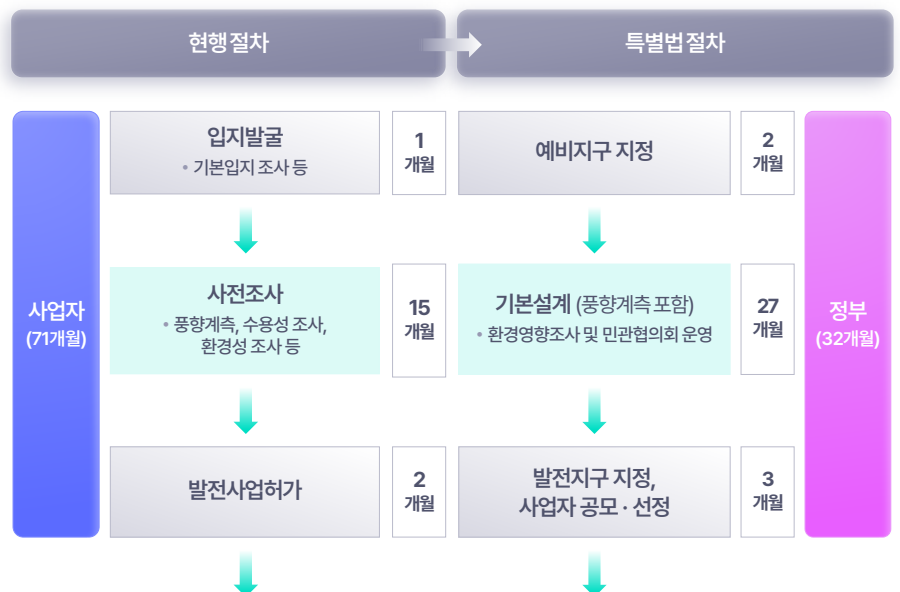 현행절차
특별법절차
사업자
(71개월)
입지발굴
• 기본입지 조사 등
1
개월
예비지구 지정
2
개월
사전조사
• 풍향계측, 수용성 조사,
환경성 조사 등
15
개월
기본설계 (풍향계측 포함)
• 환경영향조사 및 민관협의회 운영
27
개월
발전사업허가
2
개월
발전지구 지정,
사업자 공모 · 선정
3
개월
정부
(32개월)